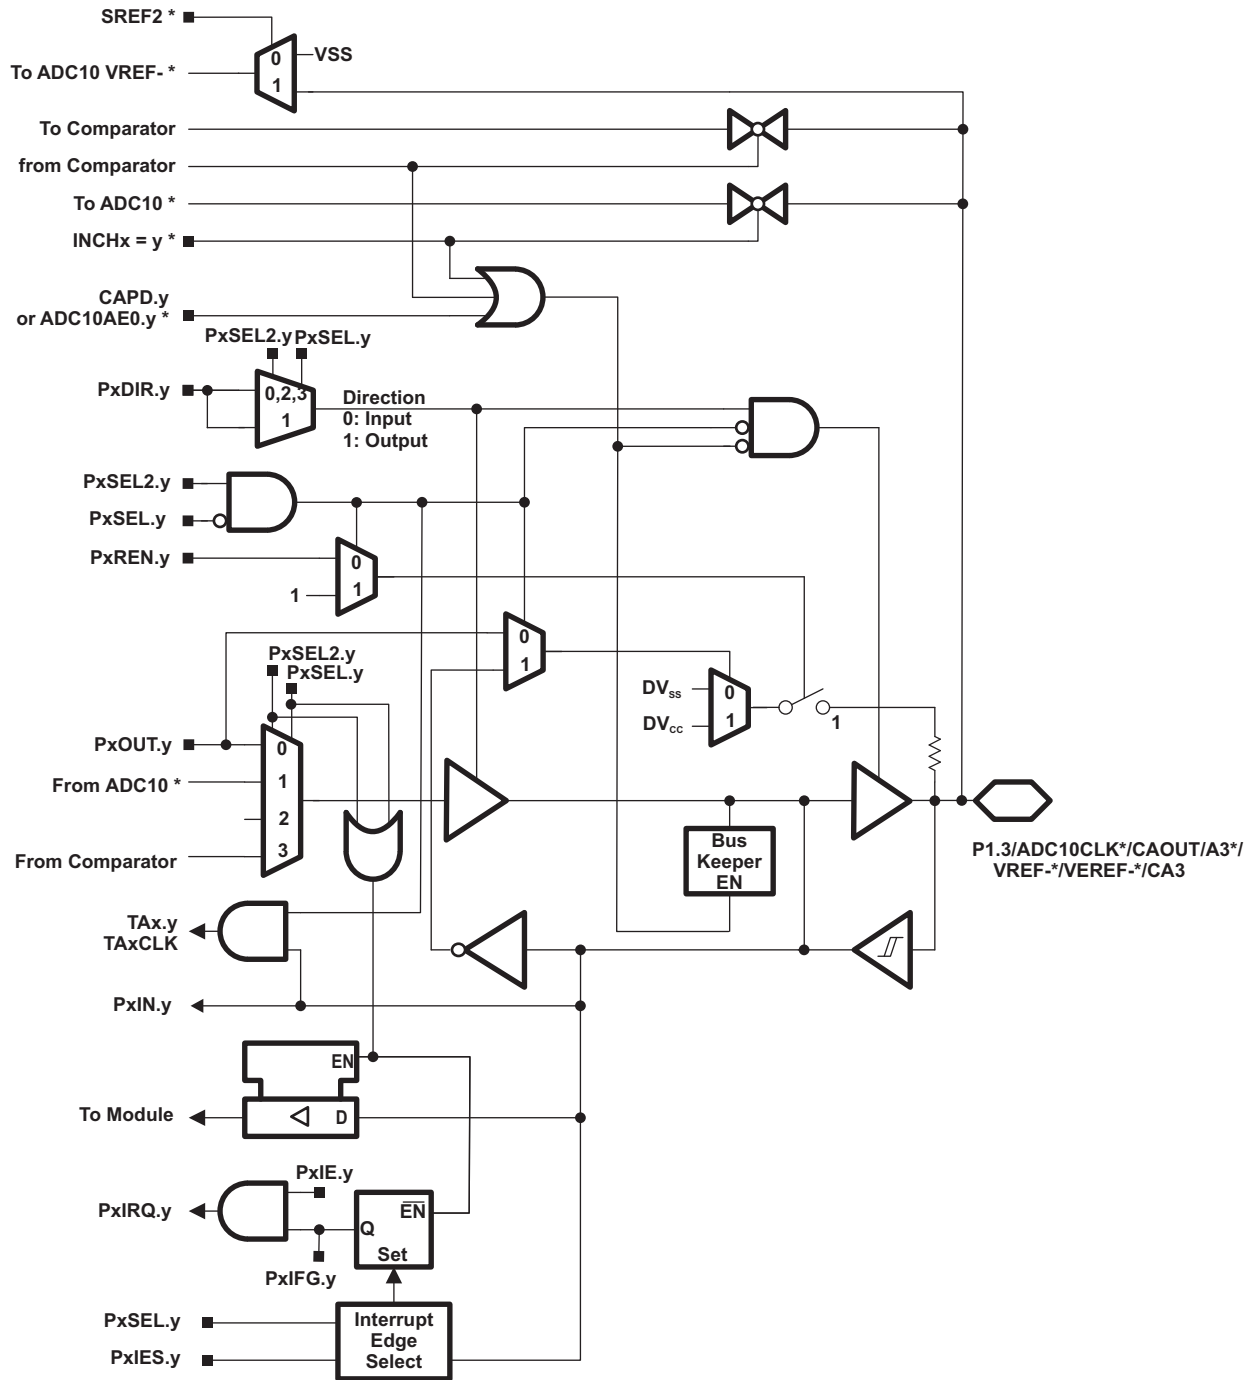 SREF2 *
VSS
0
To ADC10 VREF- *
1
To Comparator
from Comparator
To ADC10 *
INCHx = y *
CAPD.y
or ADC10AE0.y *
PxSEL2.y PxSEL.y
PxDIR.y
0,2,3
1
Direction
0: Input
1: Output
PxSEL2.y
PxSEL.y
PxREN.y
0
1
1
0
1
PxSEL2.y
PxSEL.y
DVSS
0
DVCC
1
1
PxOUT.y
0
From ADC10 *
1
2
From Comparator
3
Bus
Keeper
EN
P1.3/ADC10CLK*/CAOUT/A3*/
VREF-*/VEREF-*/CA3
TAx.y
TAxCLK
PxIN.y
EN
To Module
D
PxIE.y
PxIRQ.y
EN
Q
Set
PxIFG.y
PxSEL.y
PxIES.y
Interrupt
Edge
Select